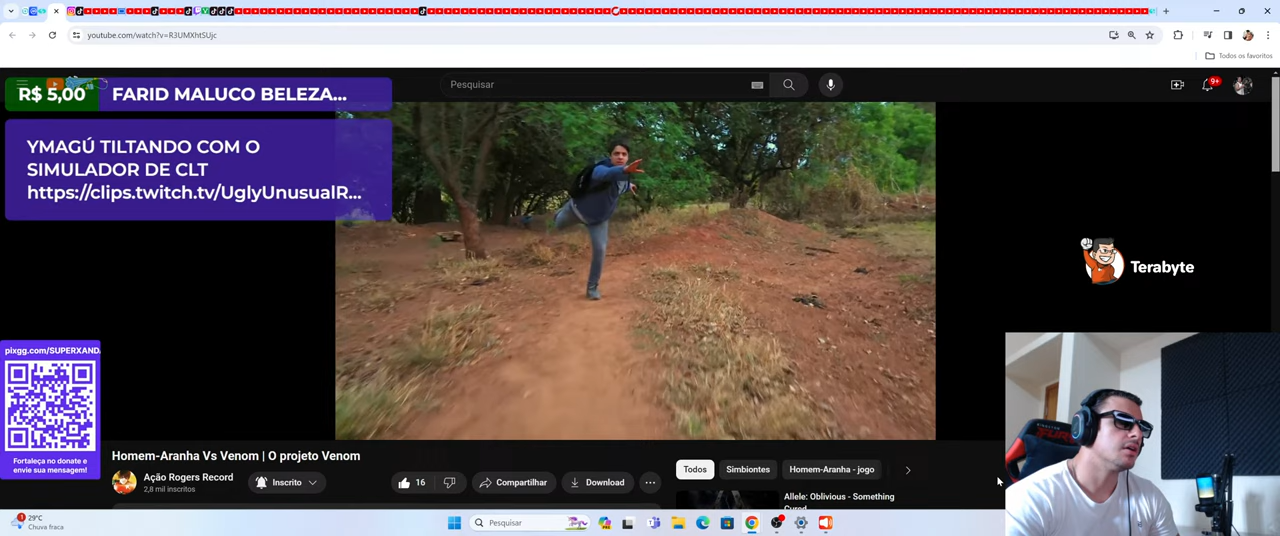 youtube.com/watch?v=R3UMXhtSUjc
Todos os favoritos
R$ 5,00
FARID MALUCO BELEZA...
Pesquisar
9+
YMAGÚ TILTANDO COM O
SIMULADOR DE CLT
https://clips.twitch.tv/UglyUnusualR...
Terabyte
pixgg.com/SUPERXAND
Fortaleça no donate e
envie sua mensagem!
Homem-Aranha Vs Venom | O projeto Venom
Ação Rogers Record
2,8 mil inscritos
Inscrito
16
Compartilhar
Download
Todos
Simbiontes
Homem-Aranha - jogo
Allele: Oblivious - Something
Cured
1
29°C
Chuva fraca
Pesquisar